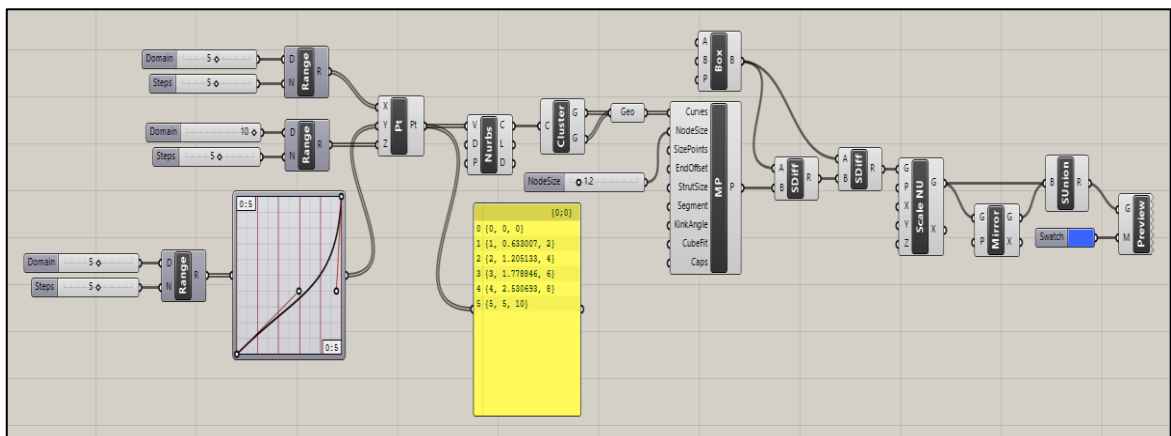 Domain 5
Steps 5
D
N
Range
R
Domain 10
Steps 5
D
N
Range
R
X
Y
Z
Pt
Pt
V
D
P
Nurbs
C
L
D
C
Cluster
G
G
Geo
A
B
P
Box
B
Curves
NodeSize
SizePoints
EndOffset
StrutSize
Segment
KinkAngle
CubeFit
Caps
MP
P
NodeSize 1.2
A
B
SDiff
R
A
B
SDiff
R
G
P
X
Y
Z
Scale NU
G
X
G
P
Mirror
G
X
B
SUnion
R
Swatch
G
M
Preview
Domain 5
Steps 5
D
N
Range
R
0:5
0:5
{0;0}
0 {0, 0, 0}
1 {1, 0.633007, 2}
2 {2, 1.205133, 4}
3 {3, 1.778846, 6}
4 {4, 2.530693, 8}
5 {5, 5, 10}